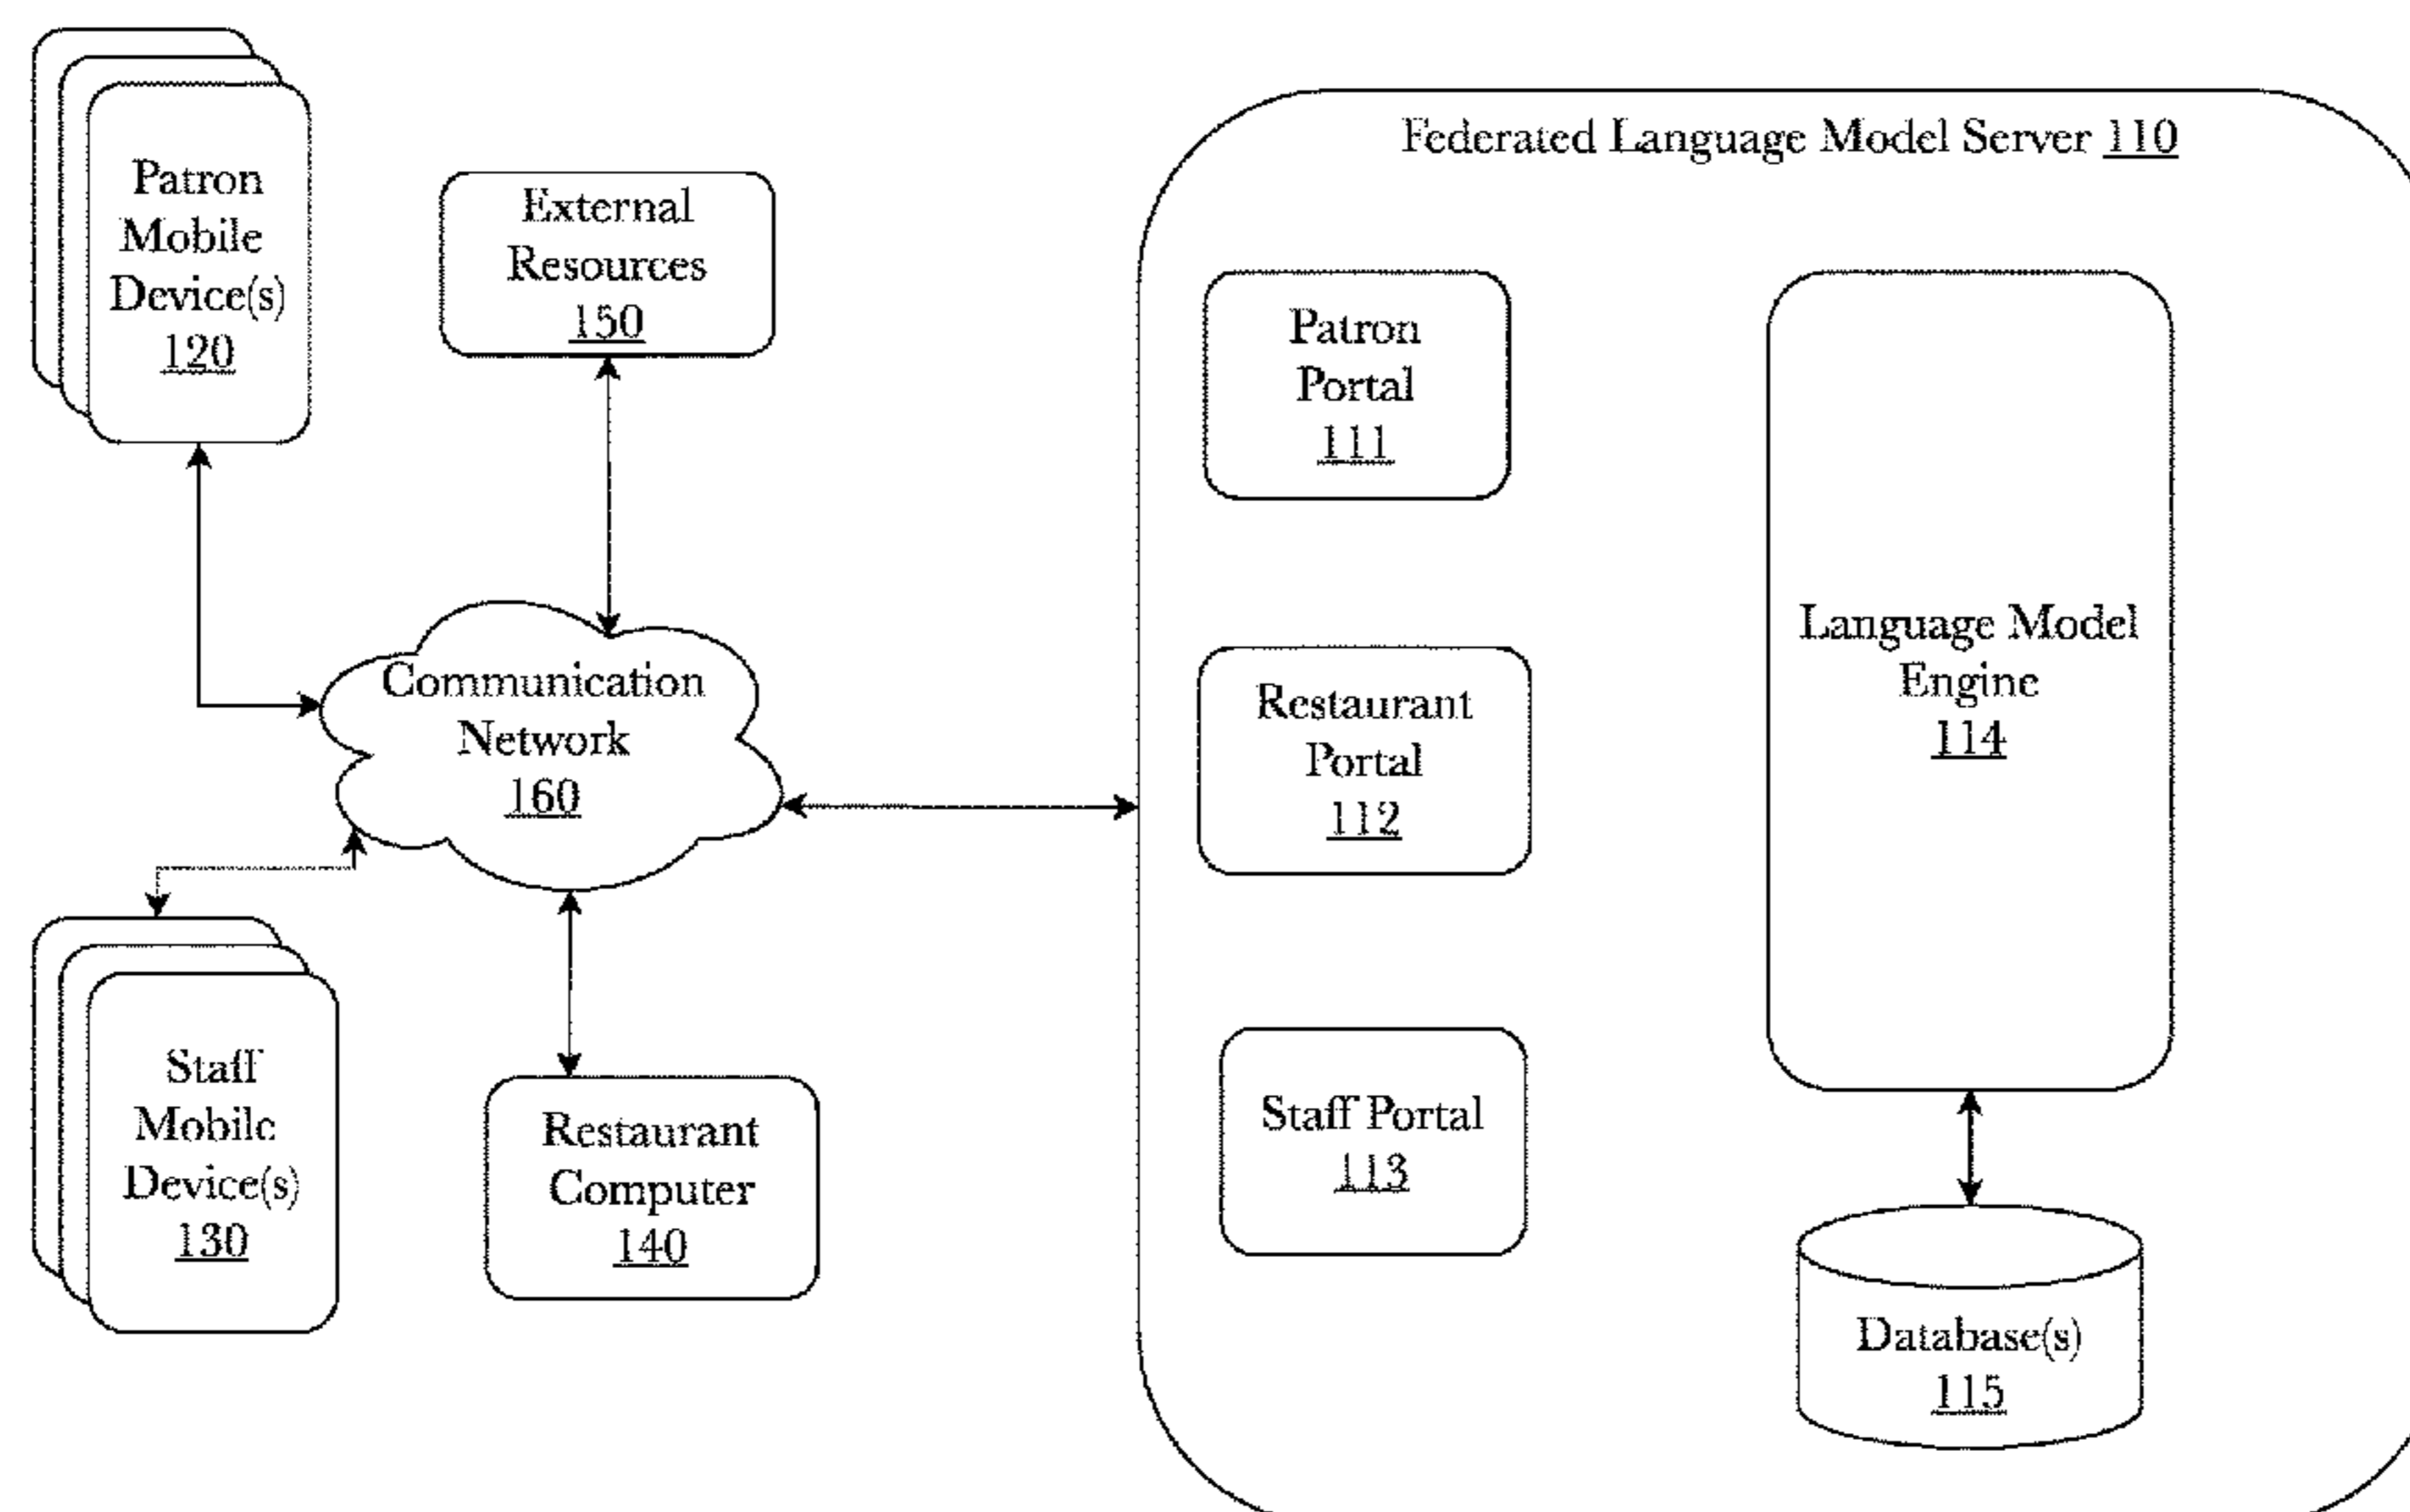 Patron
Mobile
Device(s)
120
External
Resources
150
Communication
Network
160
Staff
Mobile
Device(s)
130
Restaurant
Computer
140
Federated Language Model Server 110
Patron
Portal
111
Restaurant
Portal
112
Staff Portal
113
Language Model
Engine
114
Database(s)
115